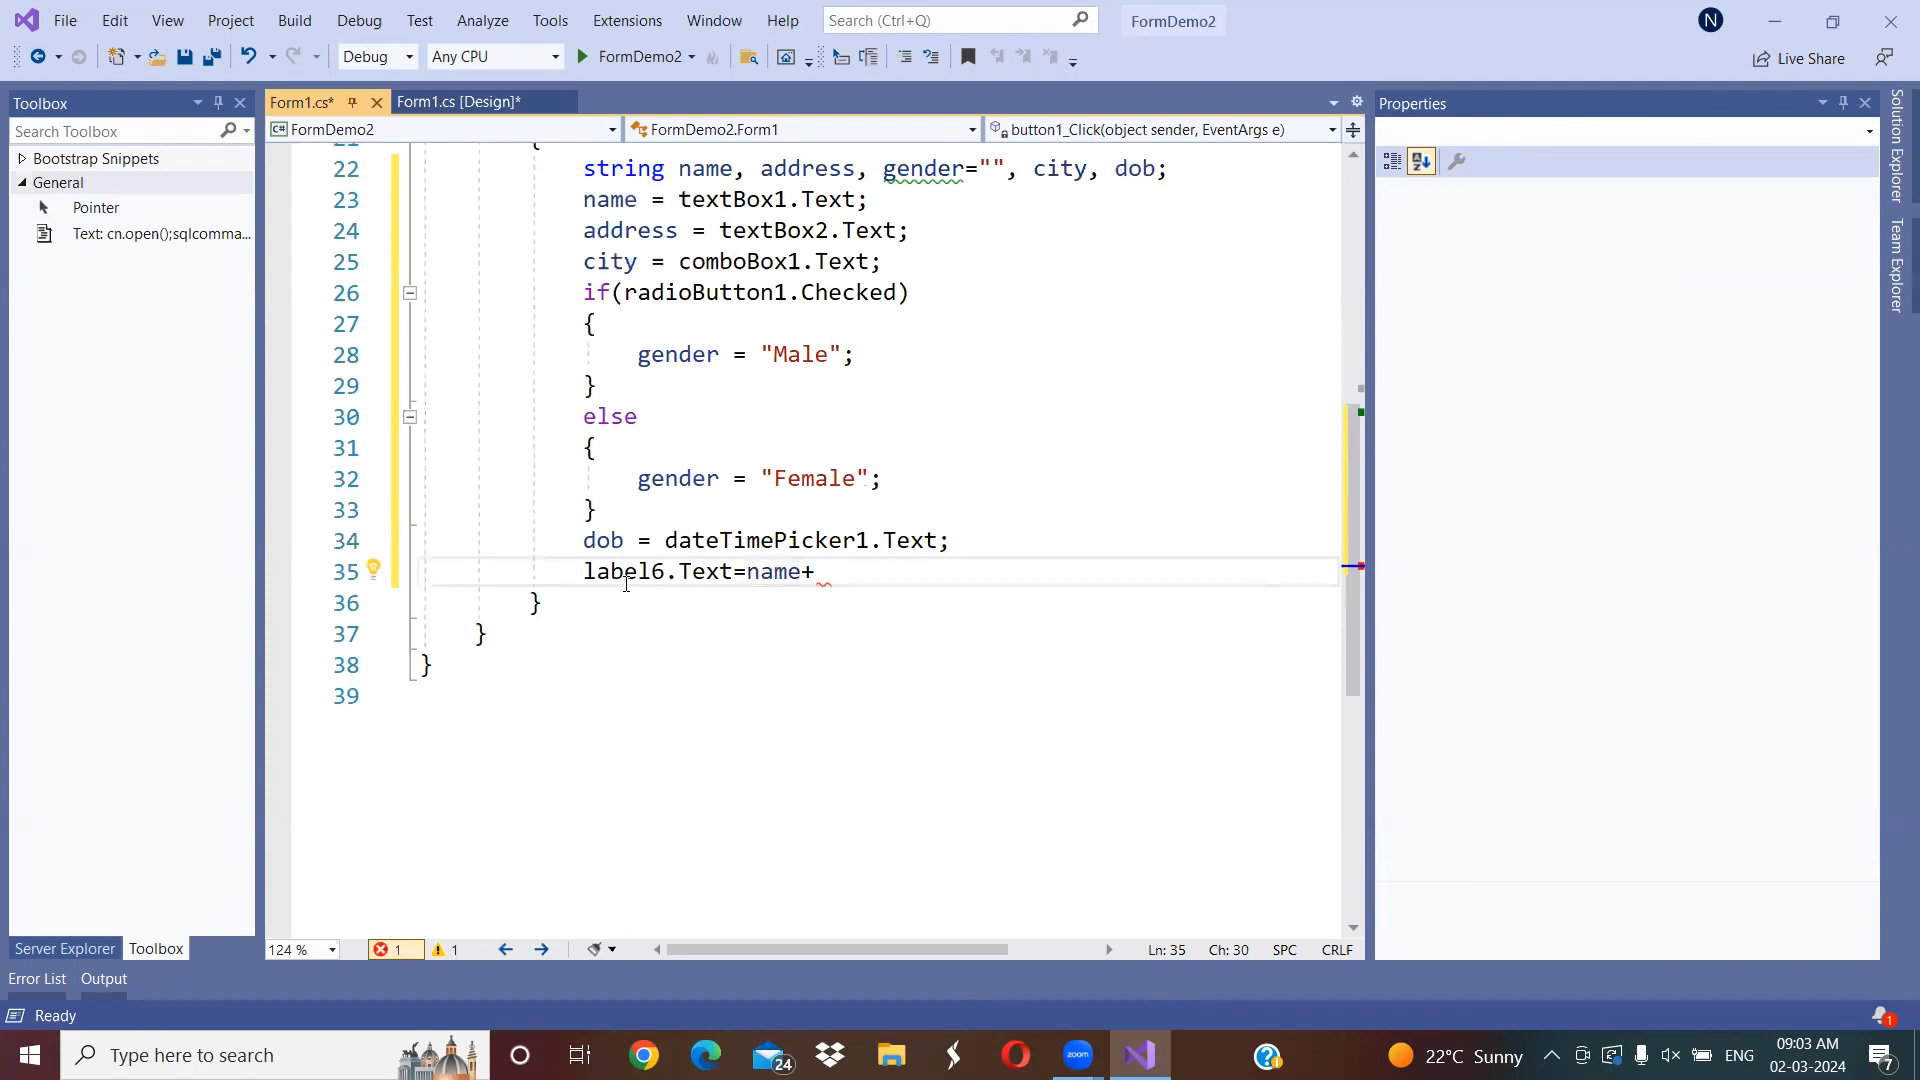 File Edit View Project Build Debug Test Analyze Tools Extensions Window Help Search (Ctrl+Q) FormDemo2 N
Debug Any CPU FormDemo2 Live Share
Toolbox Form1.cs* Form1.cs [Design]* Properties
Search Toolbox C# FormDemo2 FormDemo2.Form1 button1_Click(object sender, EventArgs e)
Bootstrap Snippets
General
Pointer
Text: cn.open();sqlcomma...
Solution Explorer
Team Explorer
21 {
22 string name, address, gender="", city, dob;
23 name = textBox1.Text;
24 address = textBox2.Text;
25 city = comboBox1.Text;
26 if(radioButton1.Checked)
27 {
28 gender = "Male";
29 }
30 else
31 {
32 gender = "Female";
33 }
34 dob = dateTimePicker1.Text;
35 label6.Text=name+
36 }
37 }
38 }
39
Server Explorer Toolbox 124 % 1 1 Ln: 35 Ch: 30 SPC CRLF
Error List Output
Ready 1
Type here to search 24 zoom 22°C Sunny ENG 09:03 AM 7
02-03-2024